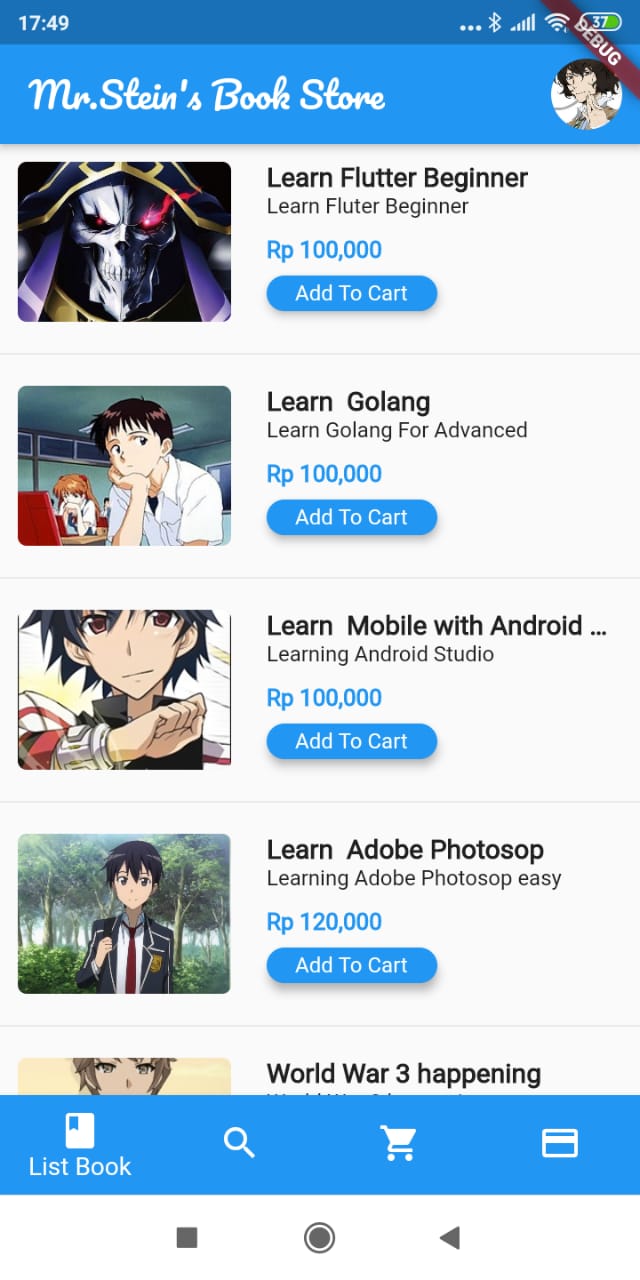 17:49
37
DEBUG
Mr.Stein's Book Store
Learn Flutter Beginner
Learn Fluter Beginner
Rp 100,000
Add To Cart
Learn  Golang
Learn Golang For Advanced
Rp 100,000
Add To Cart
Learn  Mobile with Android ...
Learning Android Studio
Rp 100,000
Add To Cart
Learn  Adobe Photosop
Learning Adobe Photosop easy
Rp 120,000
Add To Cart
World War 3 happening
List Book